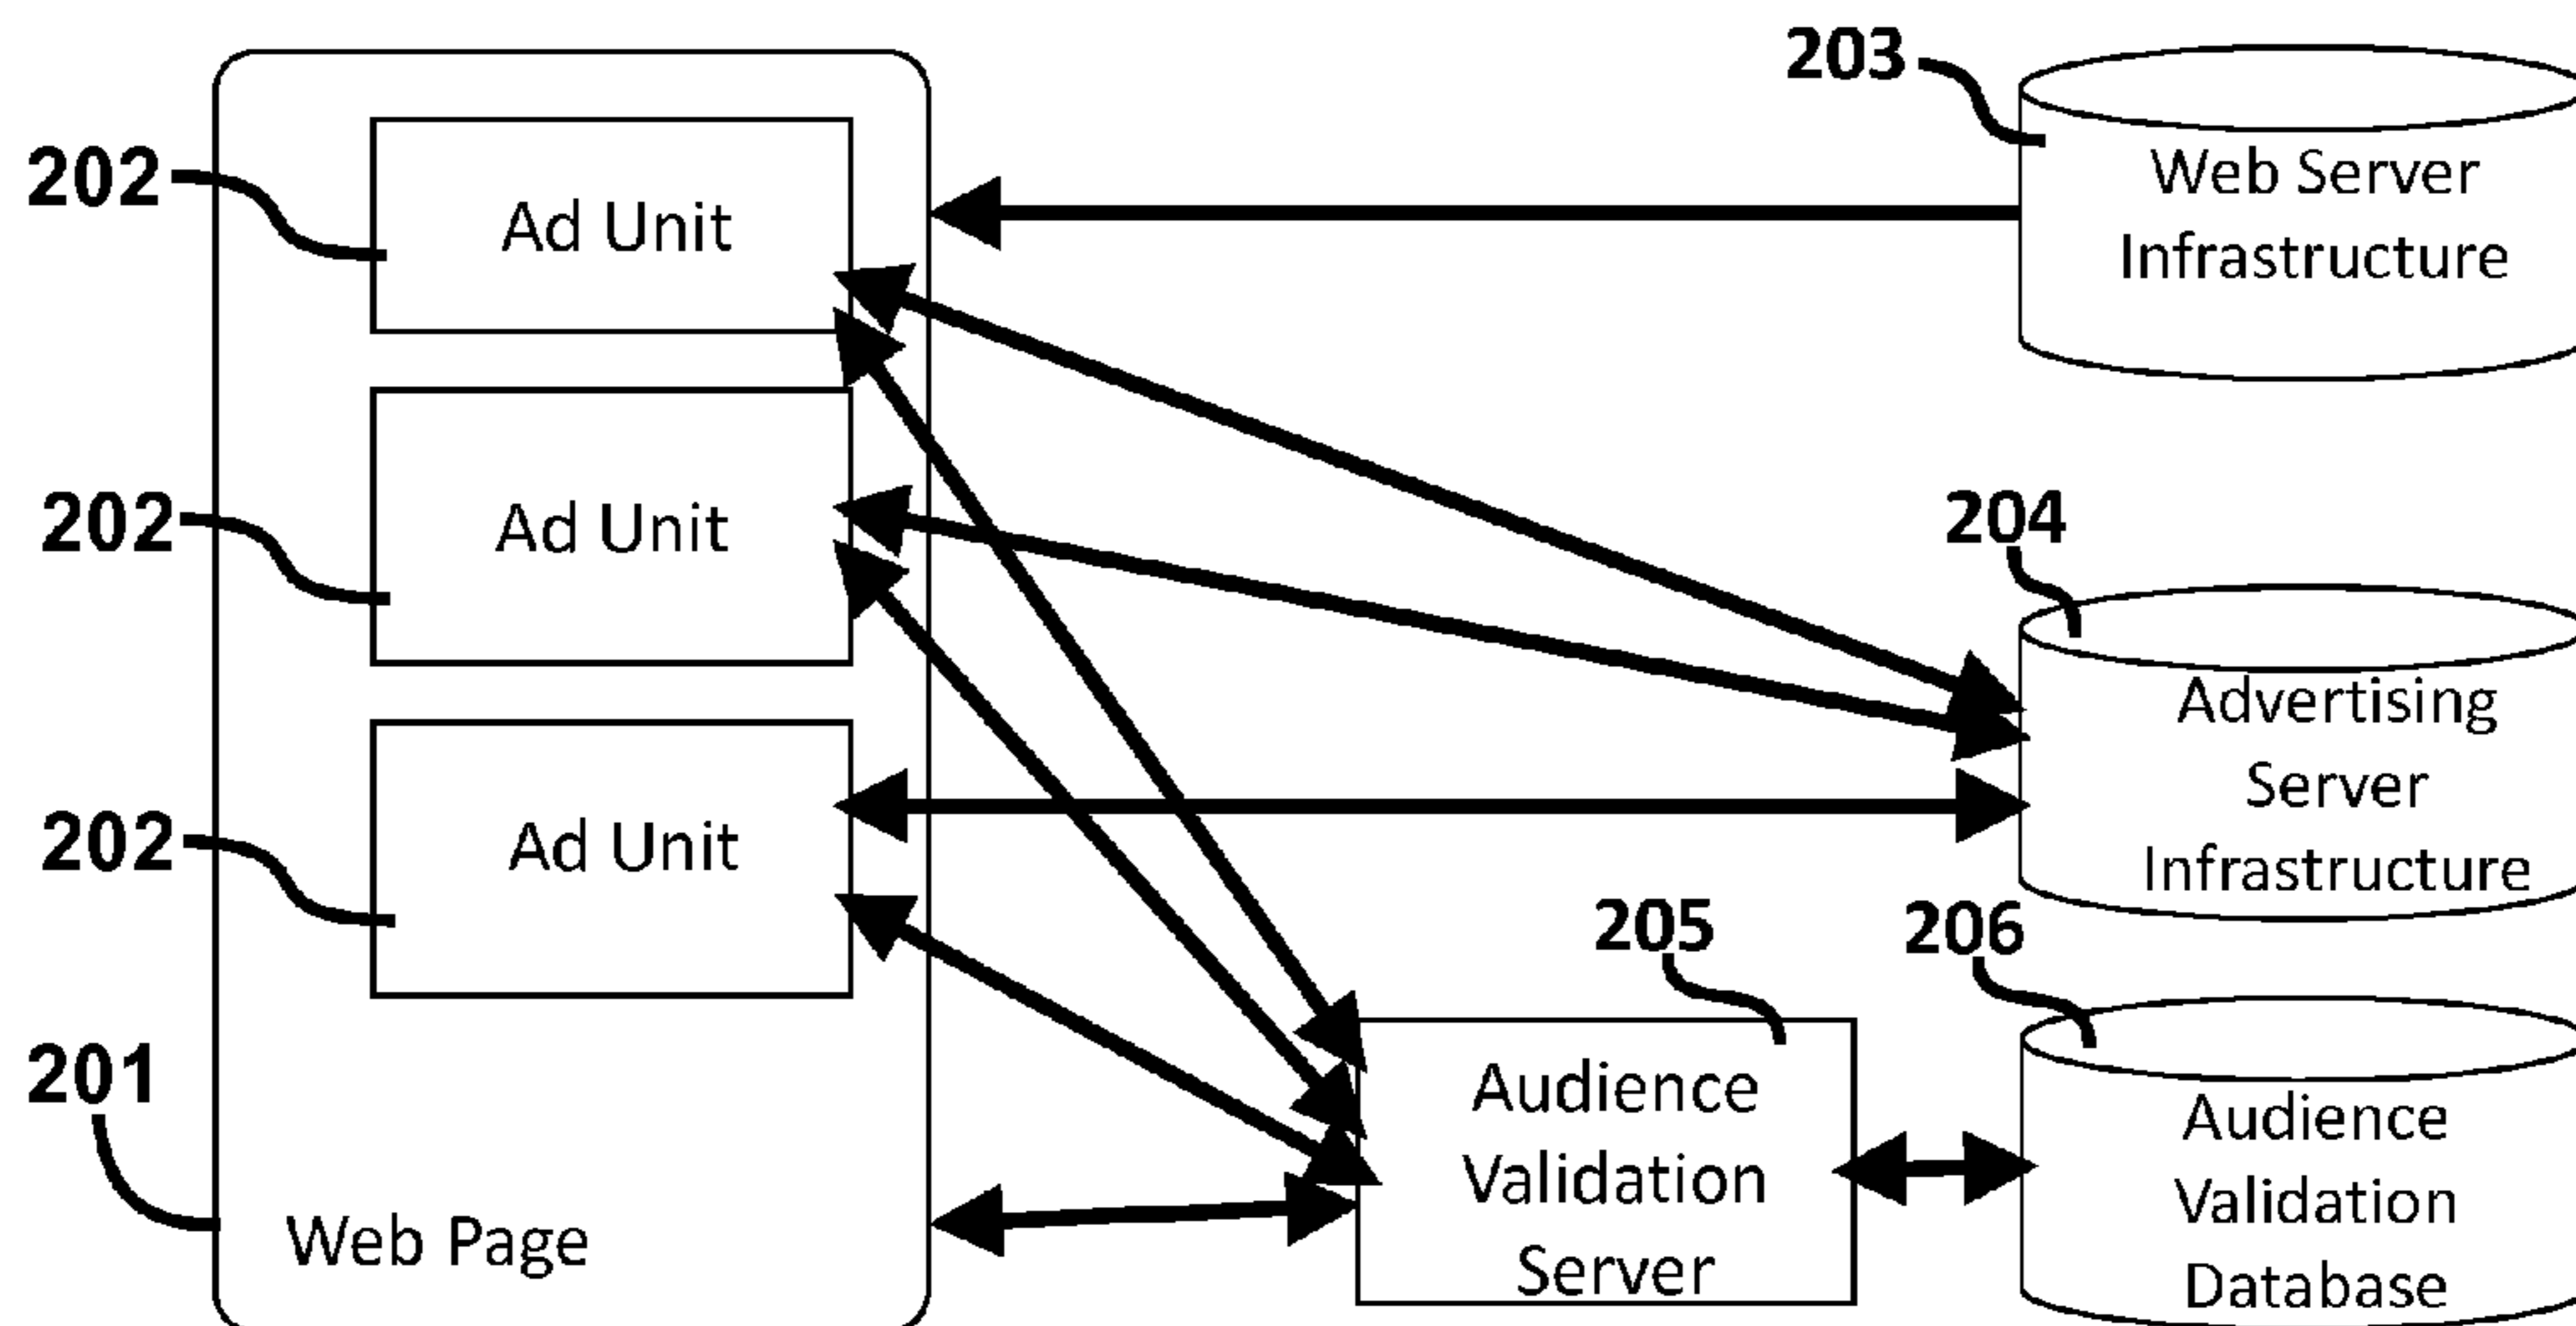 203
Web Server
Infrastructure
202
Ad Unit
202
Ad Unit
204
Advertising
Server
Infrastructure
202
Ad Unit
205
206
201
Web Page
Audience
Validation
Server
Audience
Validation
Database